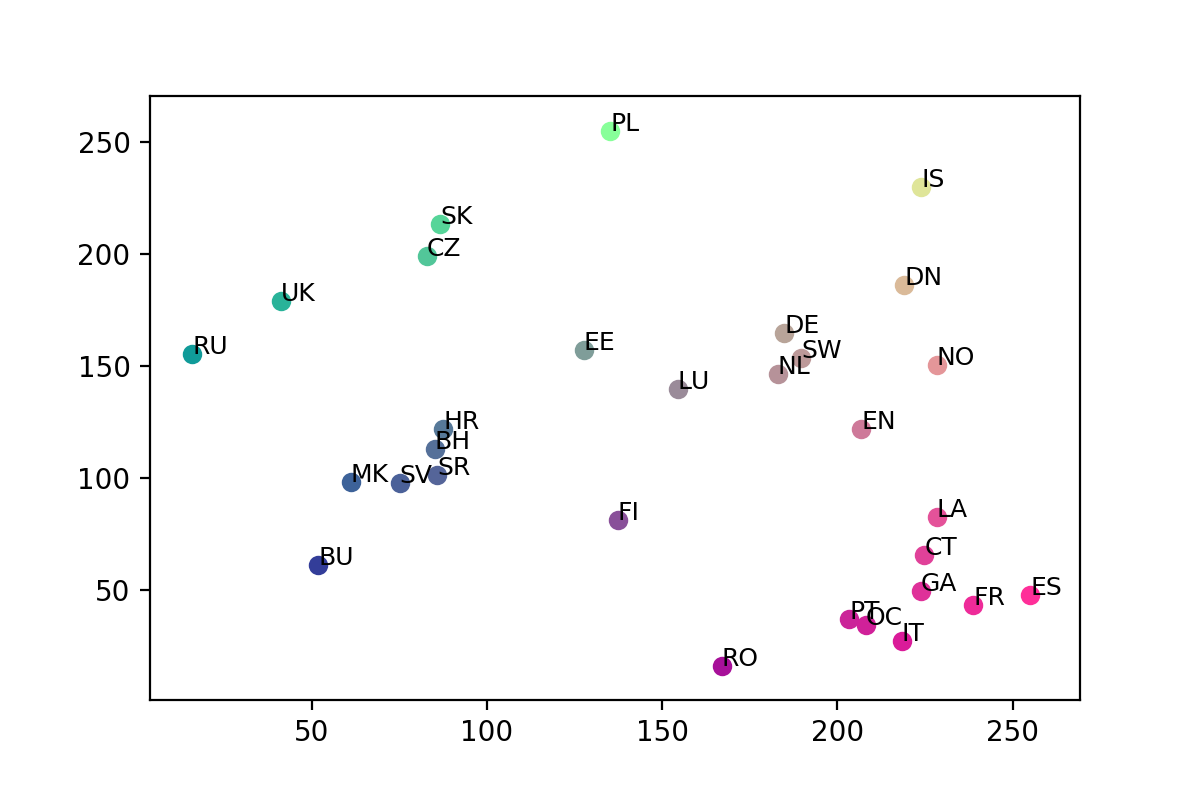 250
200
150
100
50
PL
IS
SK
CZ
DN
UK
DE
RU
EE
SW
NO
NL
LU
HR
EN
BH
SR
MK
SV
LA
FI
CT
BU
GA
ES
FR
PT
OC
IT
RO
50
100
150
200
250